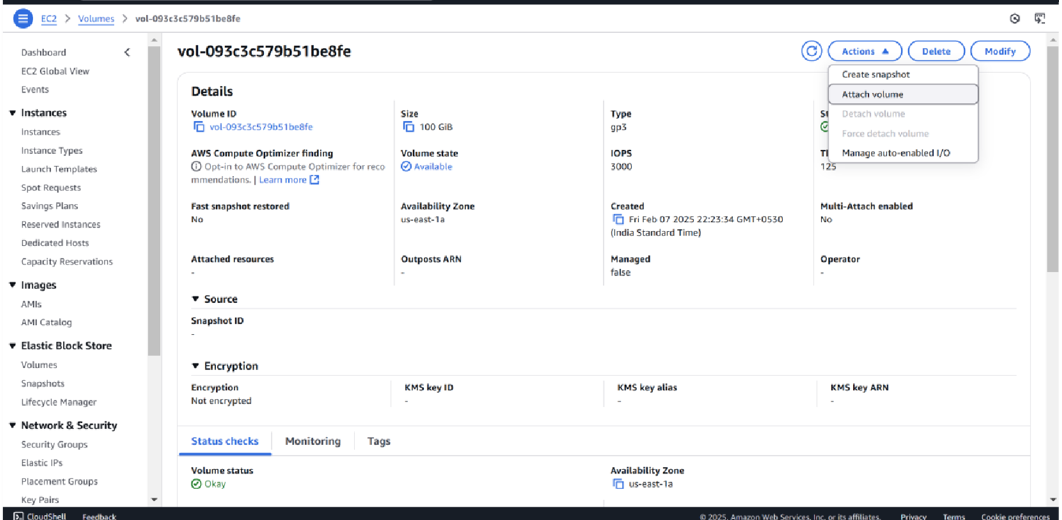 EC2 > Volumes > vol-093c3c579b51be8fe
Dashboard
EC2 Global View
Events
Instances
Instances
Instance Types
Launch Templates
Spot Requests
Savings Plans
Reserved Instances
Dedicated Hosts
Capacity Reservations
Images
AMIs
AMI Catalog
Elastic Block Store
Volumes
Snapshots
Lifecycle Manager
Network & Security
Security Groups
Elastic IPs
Placement Groups
Key Pairs
vol-093c3c579b51be8fe
Actions
Delete
Modify
Create snapshot
Attach volume
Detach volume
Force detach volume
Manage auto-enabled I/O
Details
Volume ID
vol-093c3c579b51be8fe
Size
100 GiB
Type
gp3
AWS Compute Optimizer finding
Opt-in to AWS Compute Optimizer for reco
mmendations. | Learn more
Volume state
Available
IOPS
3000
125
Fast snapshot restored
No
Availability Zone
us-east-1a
Created
Fri Feb 07 2025 22:23:34 GMT+0530
(India Standard Time)
Multi-Attach enabled
No
Attached resources
-
Outposts ARN
-
Managed
false
Operator
-
Source
Snapshot ID
-
Encryption
Encryption
Not encrypted
KMS key ID
-
KMS key alias
-
KMS key ARN
-
Status checks
Monitoring
Tags
Volume status
Okay
Availability Zone
us-east-1a
CloudShell
Feedback
© 2025, Amazon Web Services, Inc. or its affiliates.
Privacy
Terms
Cookie preferences